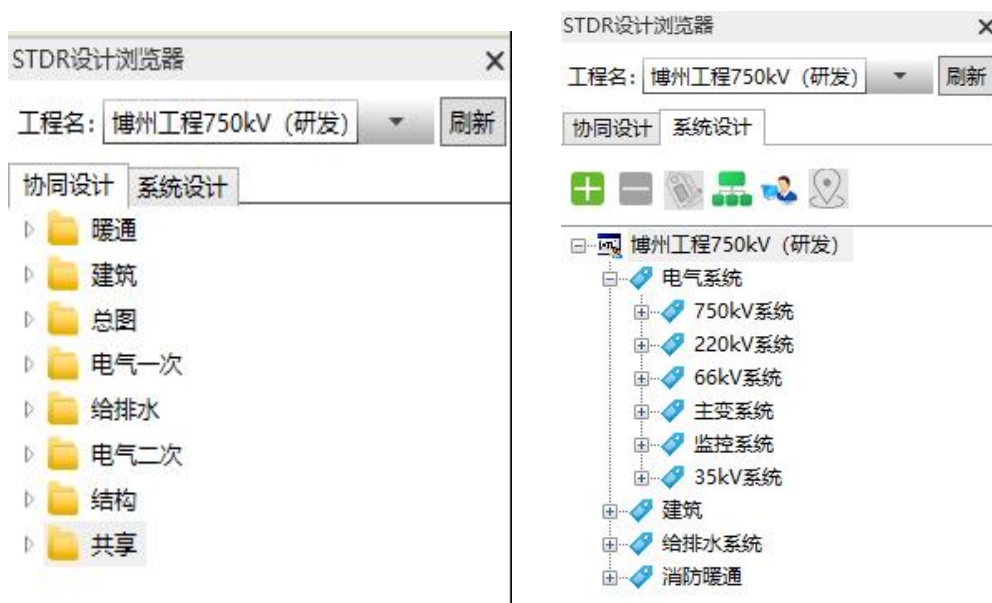 STDR设计浏览器
工程名: 博州工程750kV（研发） 刷新
协同设计 系统设计
暖通
建筑
总图
电气一次
给排水
电气二次
结构
共享
STDR设计浏览器
工程名: 博州工程750kV（研发） 刷新
协同设计 系统设计
博州工程750kV（研发）
电气系统
750kV系统
220kV系统
66kV系统
主变系统
监控系统
35kV系统
建筑
给排水系统
消防暖通